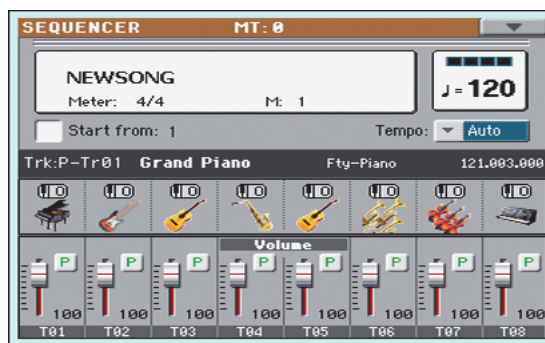 SEQUENCER MT: 0
NEWSONG
Meter: 4/4 M: 1
♩=120
Start from: 1 Tempo: Auto
Trk:P-Tr01 Grand Piano Fty-Piano 121.003.000
Volume
P P P P P P P P
100 100 100 100 100 100 100 100
T01 T02 T03 T04 T05 T06 T07 T08